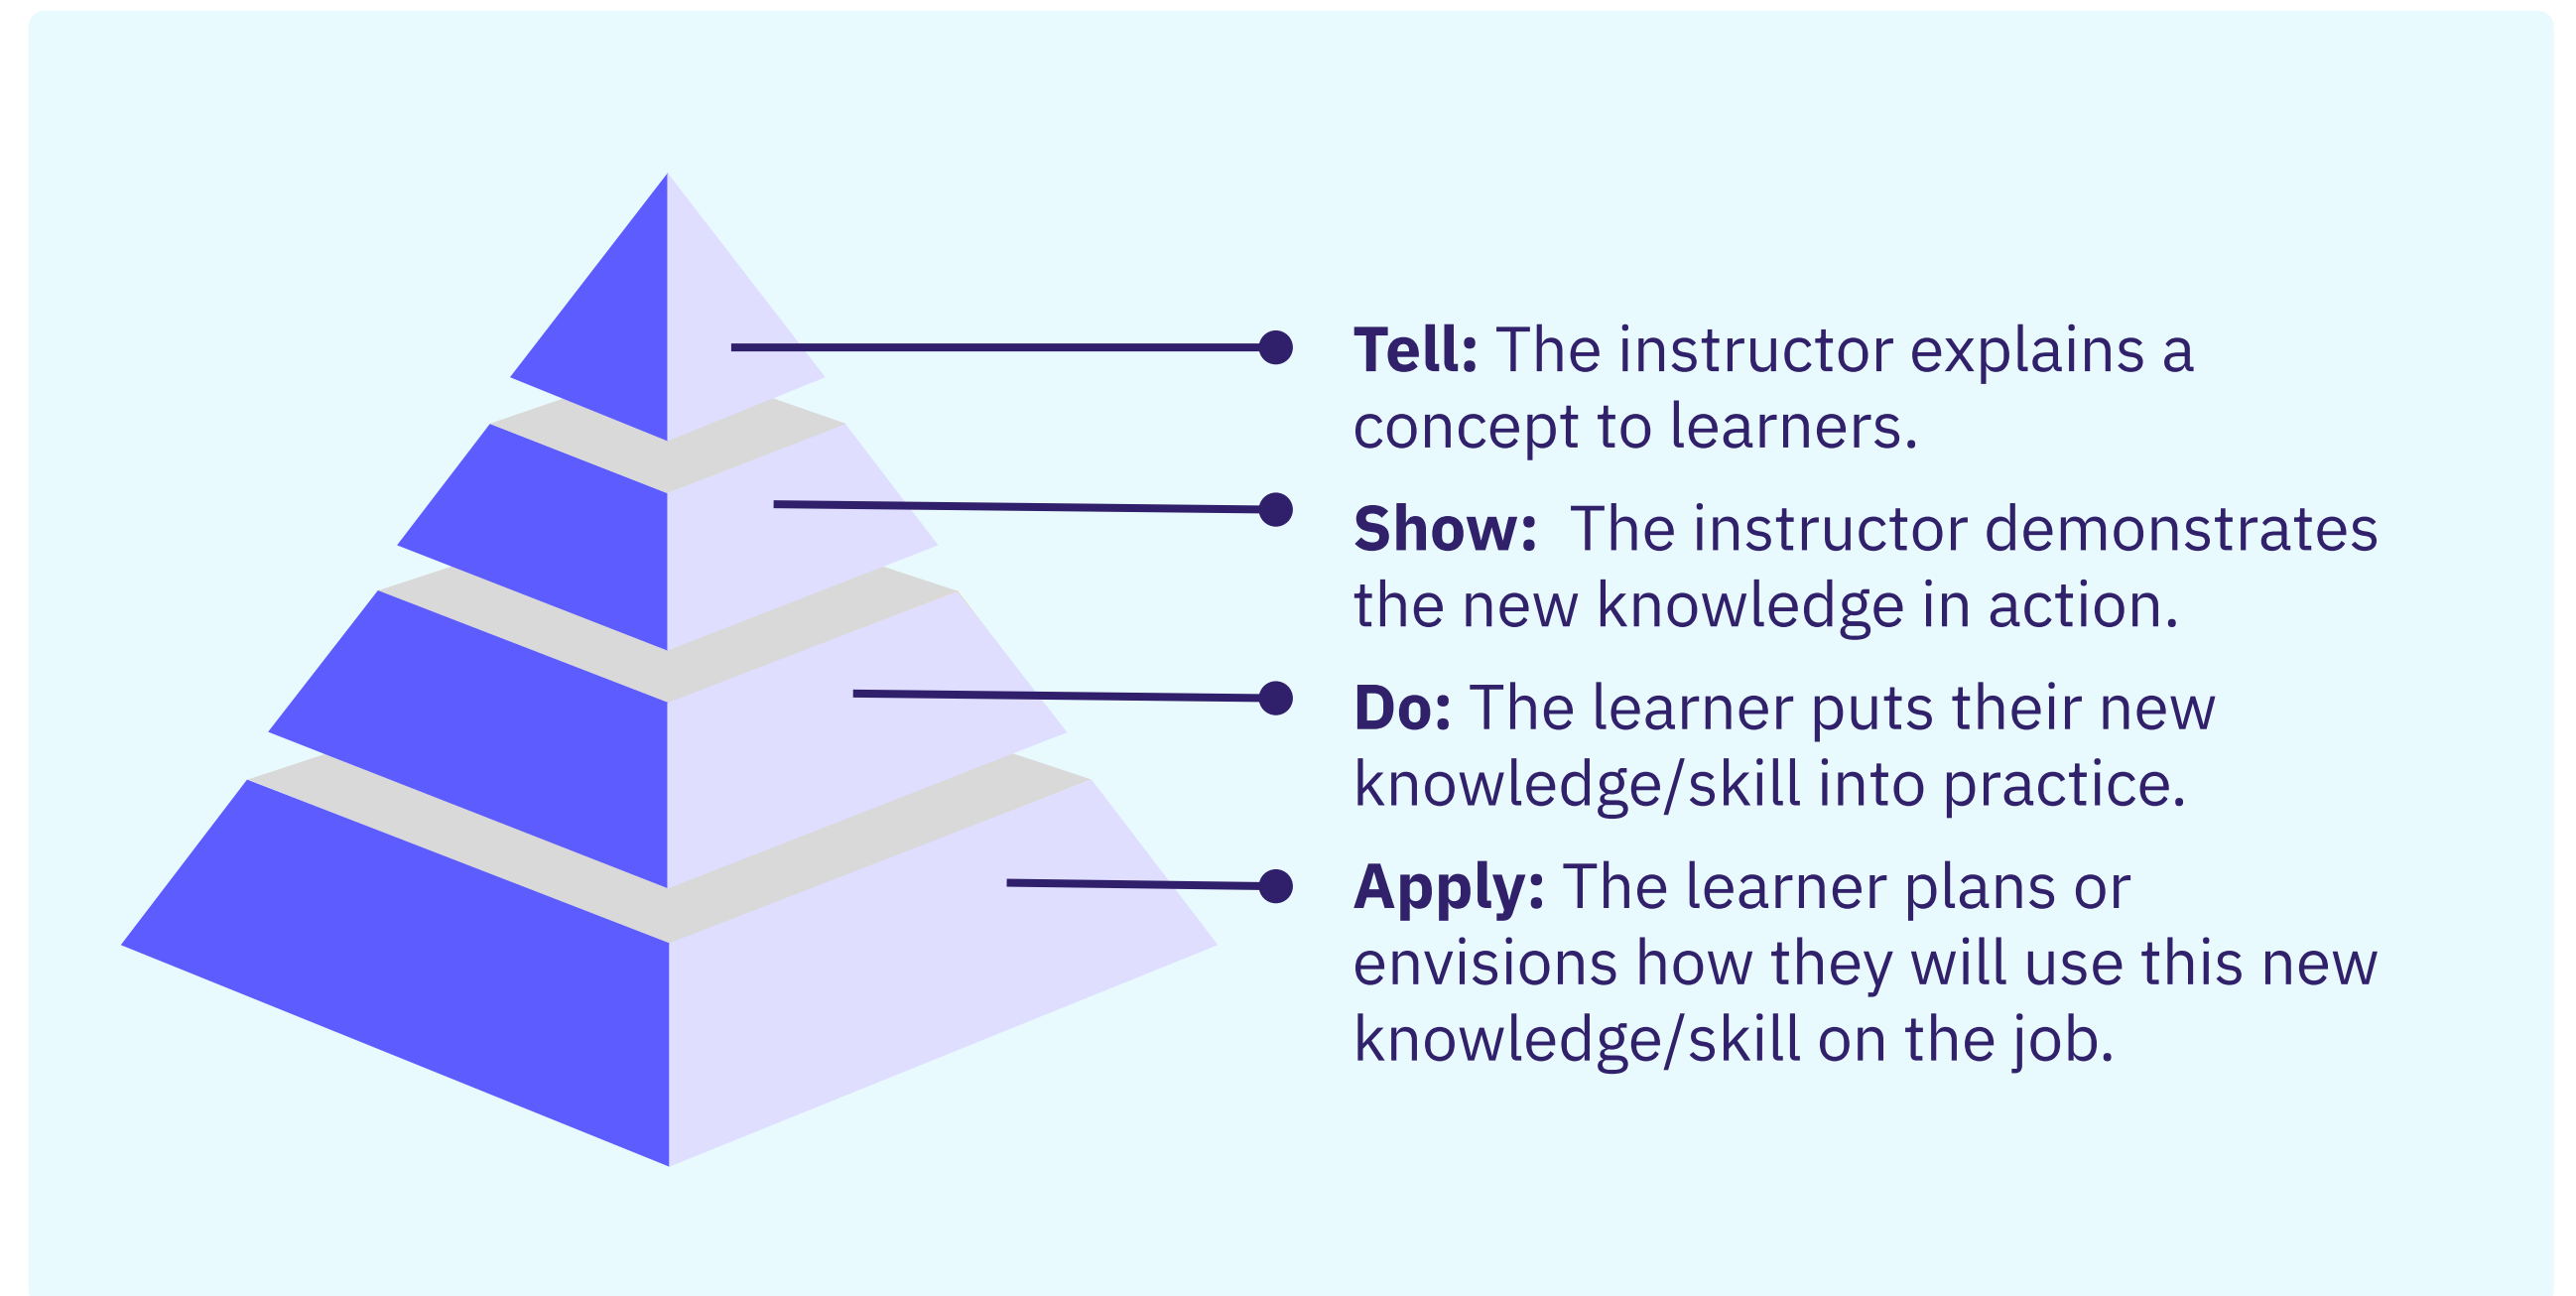 Tell: The instructor explains a
concept to learners.
Show:  The instructor demonstrates
the new knowledge in action.
Do: The learner puts their new
knowledge/skill into practice.
Apply: The learner plans or
envisions how they will use this new
knowledge/skill on the job.